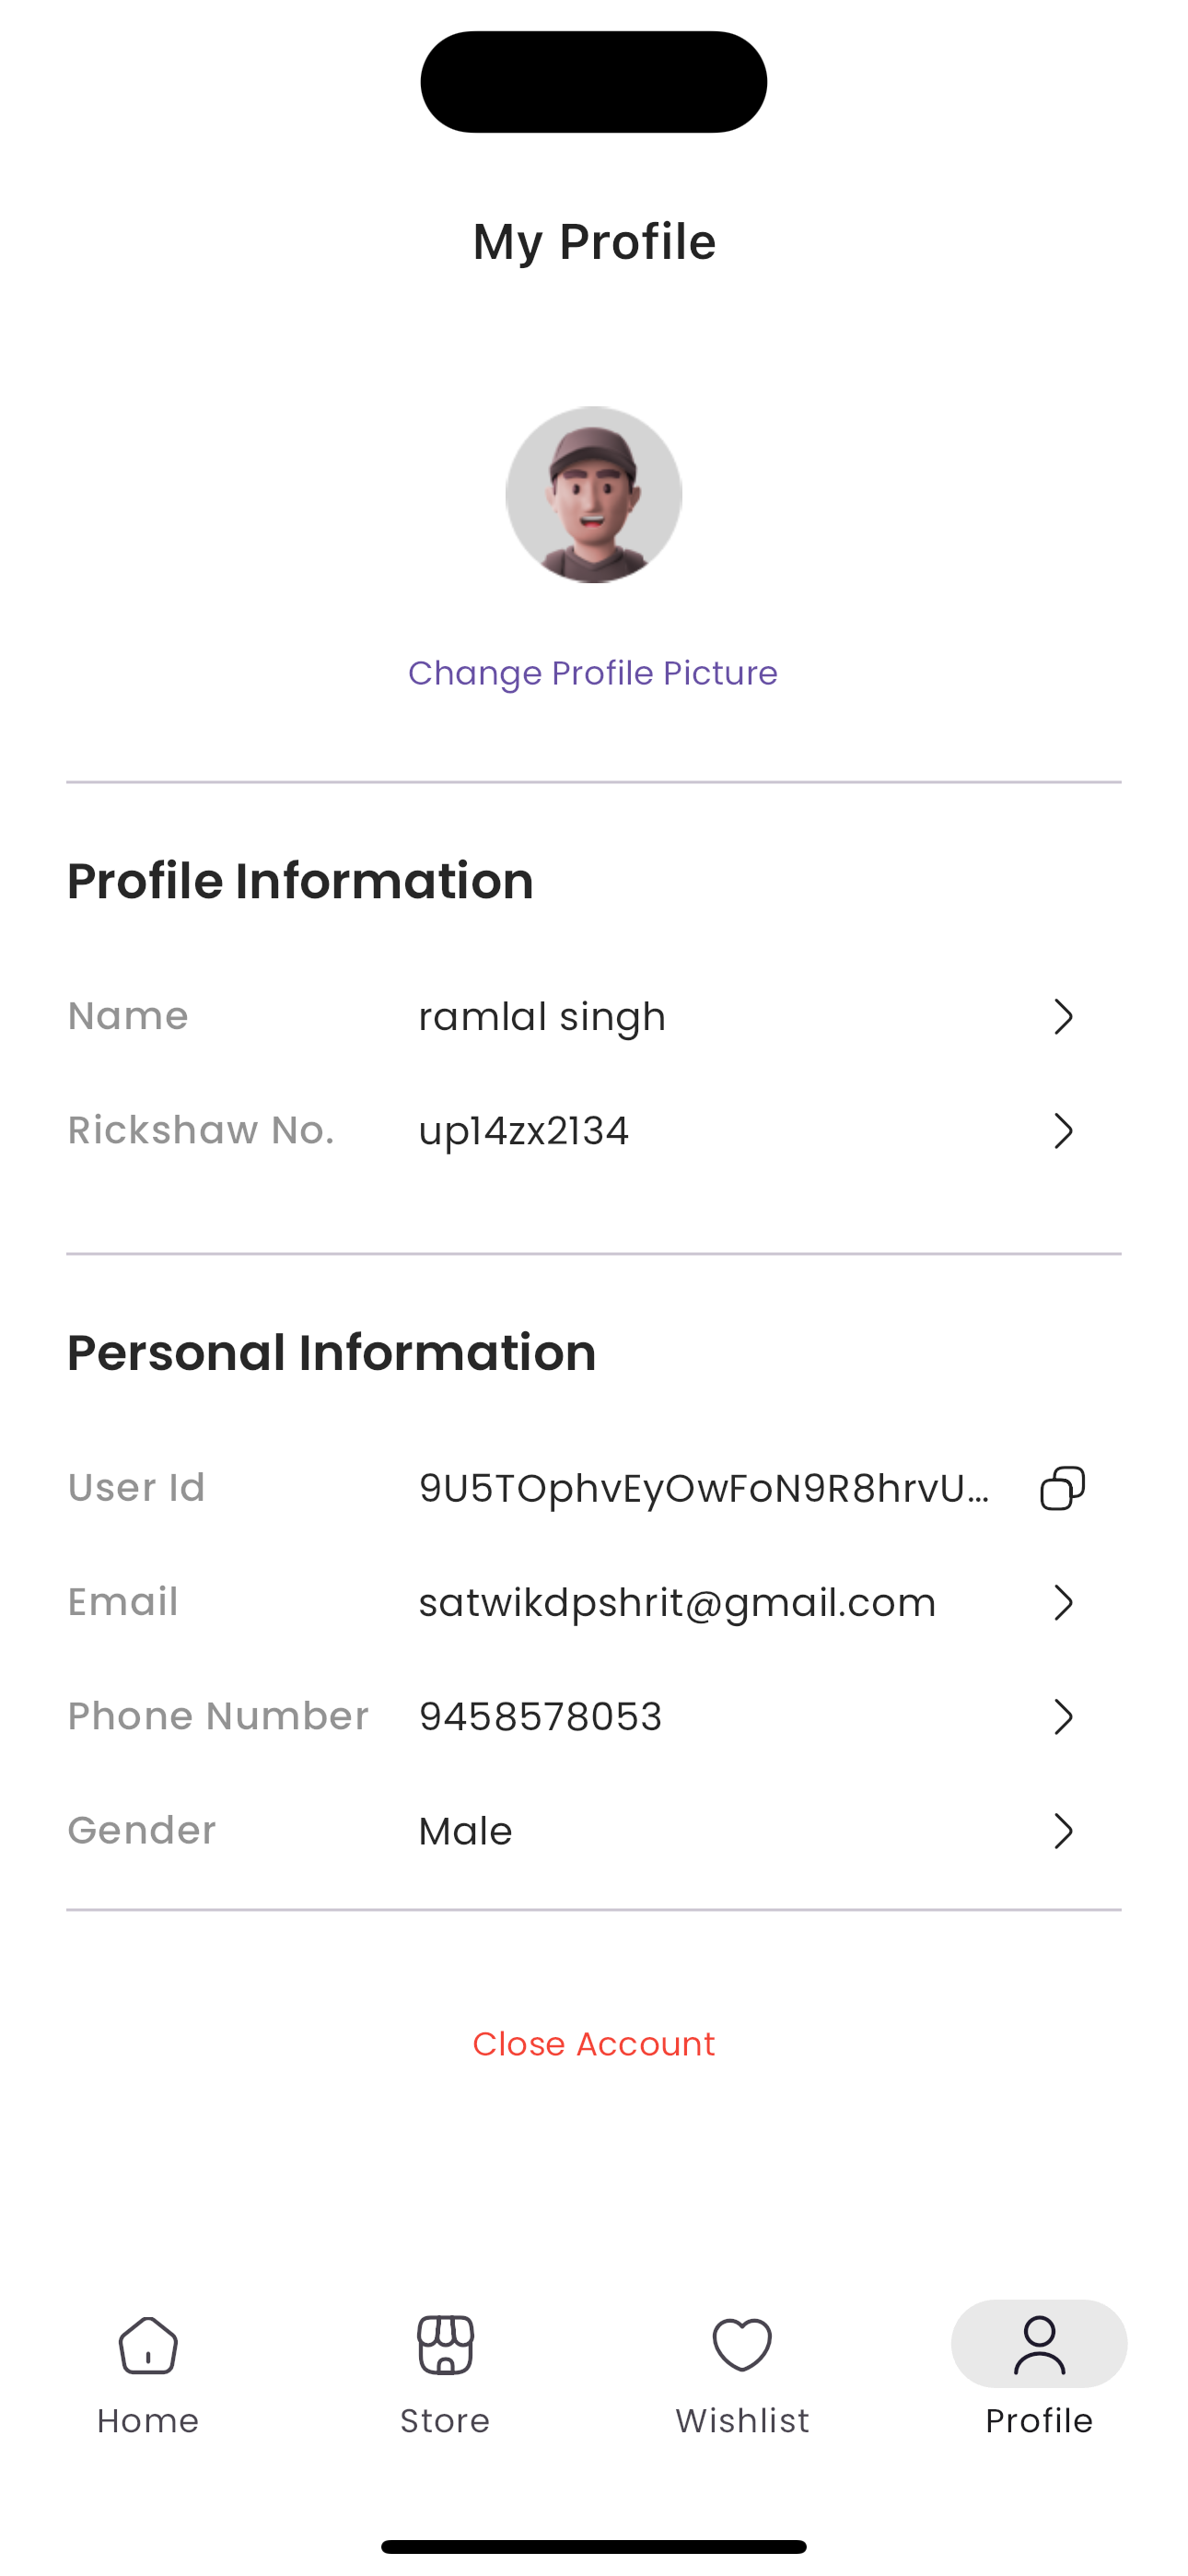 My Profile
Change Profile Picture
Profile Information
Name ramlal singh
Rickshaw No. up14zx2134
Personal Information
User Id 9U5TOphvEyOwFoN9R8hrvU...
Email satwikdpshrit@gmail.com
Phone Number 9458578053
Gender Male
Close Account
Home Store Wishlist Profile